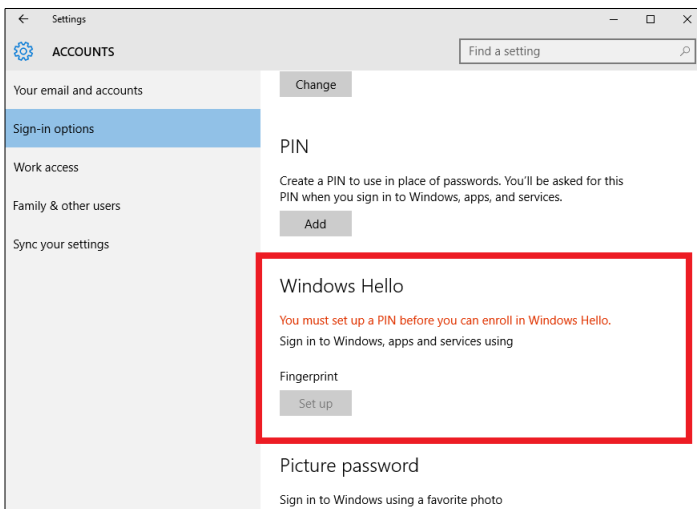 Settings
ACCOUNTS
Find a setting
Your email and accounts
Sign-in options
Work access
Family & other users
Sync your settings
Change
PIN
Create a PIN to use in place of passwords. You'll be asked for this
PIN when you sign in to Windows, apps, and services.
Add
Windows Hello
You must set up a PIN before you can enroll in Windows Hello.
Sign in to Windows, apps and services using
Fingerprint
Set up
Picture password
Sign in to Windows using a favorite photo